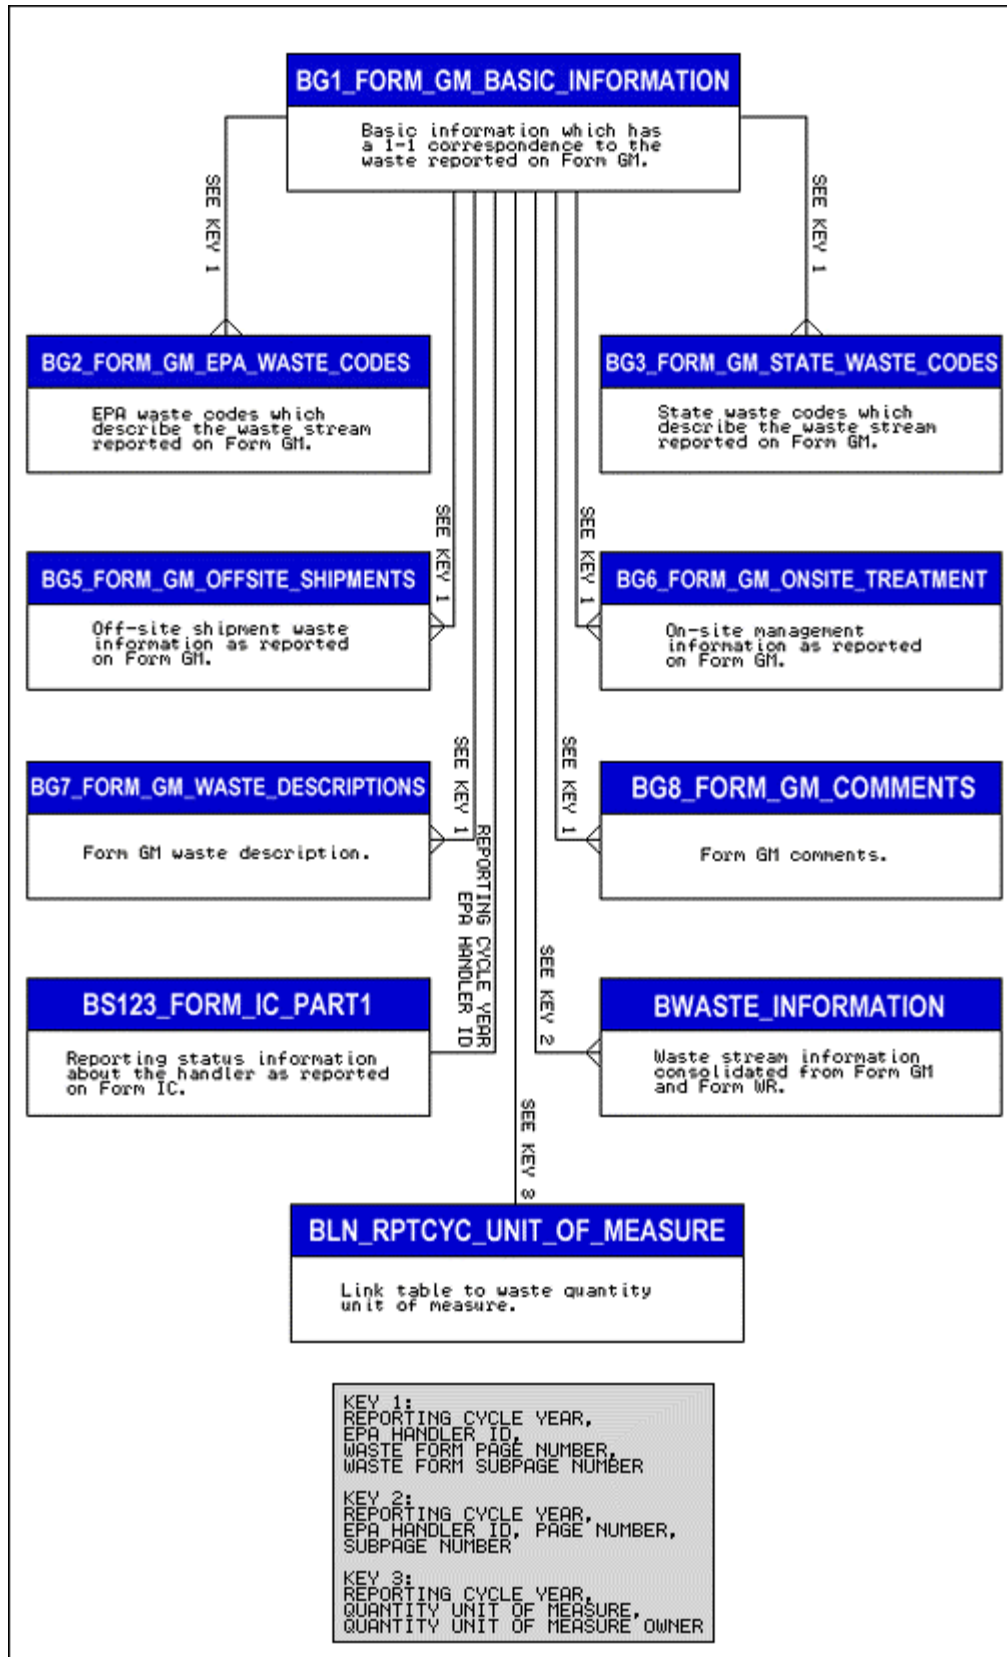 BG1_FORM_GM_BASIC_INFORMATION
Basic information which has
a 1-1 correspondence to the
waste reported on Form GM.
SEE KEY 1
SEE KEY 1
BG2_FORM_GM_EPA_WASTE_CODES
EPA waste codes which
describe the waste stream
reported on Form GM.
BG3_FORM_GM_STATE_WASTE_CODES
State waste codes which
describe the waste stream
reported on Form GM.
SEE KEY 1
SEE KEY 1
BG5_FORM_GM_OFFSITE_SHIPMENTS
Off-site shipment waste
information as reported
on Form GM.
BG6_FORM_GM_ONSITE_TREATMENT
On-site management
information as reported
on Form GM.
SEE KEY 1
SEE KEY 1
BG7_FORM_GM_WASTE_DESCRIPTIONS
Form GM waste description.
BG8_FORM_GM_COMMENTS
Form GM comments.
REPORTING CYCLE YEAR
EPA HANDLER ID
SEE KEY 2
BS123_FORM_IC_PART1
Reporting status information
about the handler as reported
on Form IC.
BWASTE_INFORMATION
Waste stream information
consolidated from Form GM
and Form WR.
SEE KEY 3
BLN_RPTCYC_UNIT_OF_MEASURE
Link table to waste quantity
unit of measure.
KEY 1:
REPORTING CYCLE YEAR,
EPA HANDLER ID,
WASTE FORM PAGE NUMBER,
WASTE FORM SUBPAGE NUMBER
KEY 2:
REPORTING CYCLE YEAR,
EPA HANDLER ID, PAGE NUMBER,
SUBPAGE NUMBER
KEY 3:
REPORTING CYCLE YEAR,
QUANTITY UNIT OF MEASURE,
QUANTITY UNIT OF MEASURE OWNER